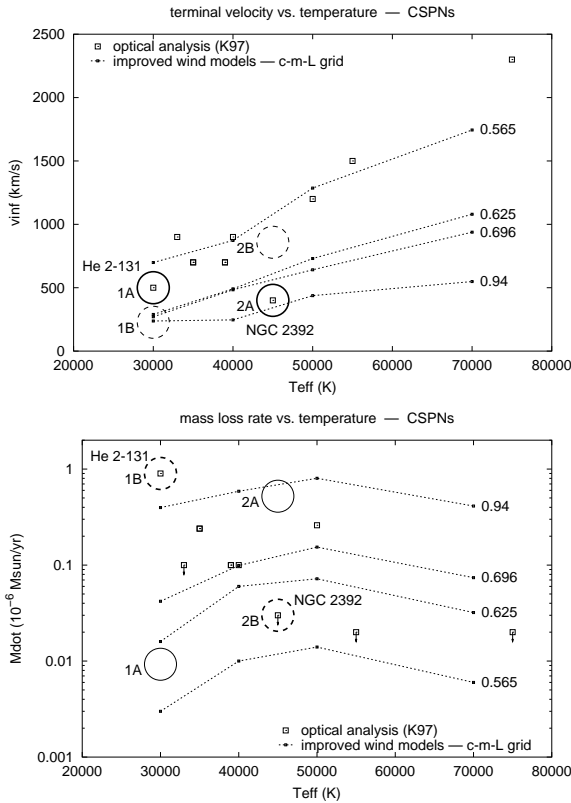 terminal velocity vs. temperature — CSPNs
vinf (km/s)
2500
2000
1500
1000
500
0
optical analysis (K97)
improved wind models — c-m-L grid
0.565
0.625
0.696
0.94
2B
He 2-131
1A
1B
2A
NGC 2392
20000 30000 40000 50000 60000 70000 80000
Teff (K)
mass loss rate vs. temperature — CSPNs
Mdot (10⁻⁶ Msun/yr)
1
0.1
0.01
0.001
He 2-131
1B
2A
0.94
0.696
NGC 2392
2B
0.625
1A
0.565
optical analysis (K97)
improved wind models — c-m-L grid
20000 30000 40000 50000 60000 70000 80000
Teff (K)